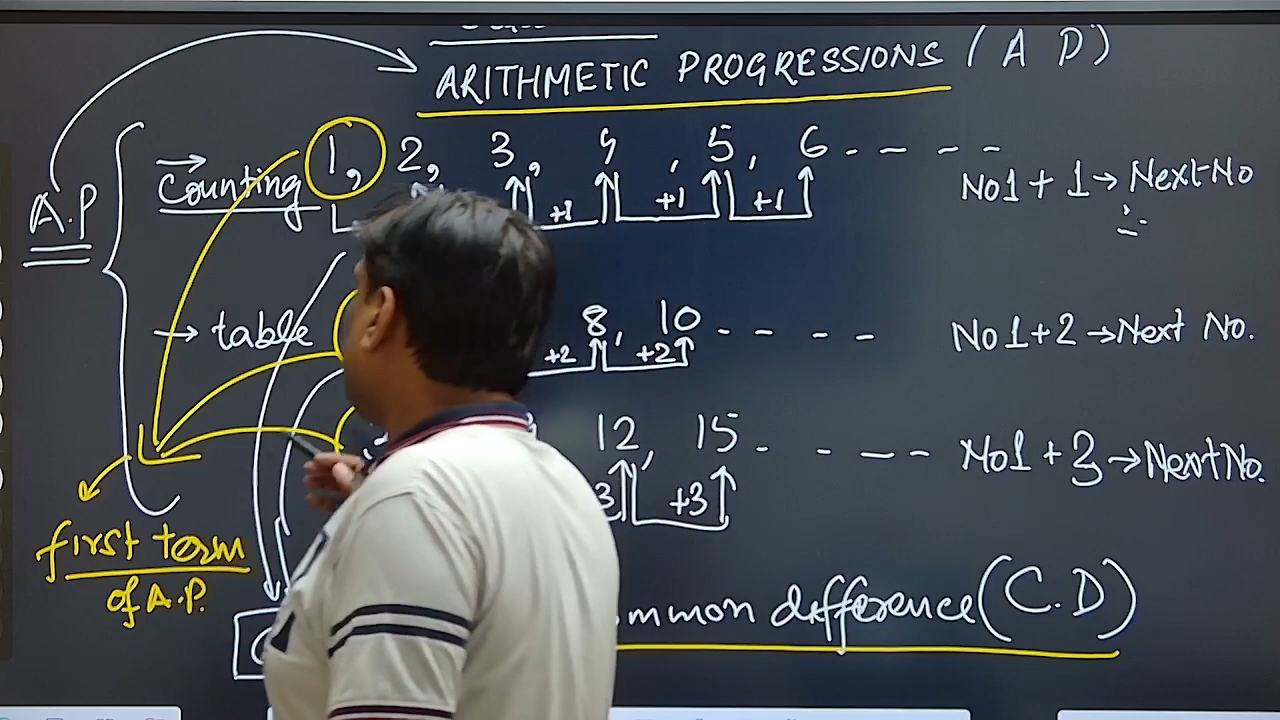 ARITHMETIC PROGRESSIONS (A P)
A.P
→ Counting 1, 2, 3, 4, 5, 6 - - - -
+1 +1 +1
No1 + 1 → Next No
→ table 8, 10 - - - -
+2 +2
No1+2 → Next No.
12, 15 - - - -
3 +3
No1 + 3 → Next No.
first term
of A.P.
mmon difference (C.D)